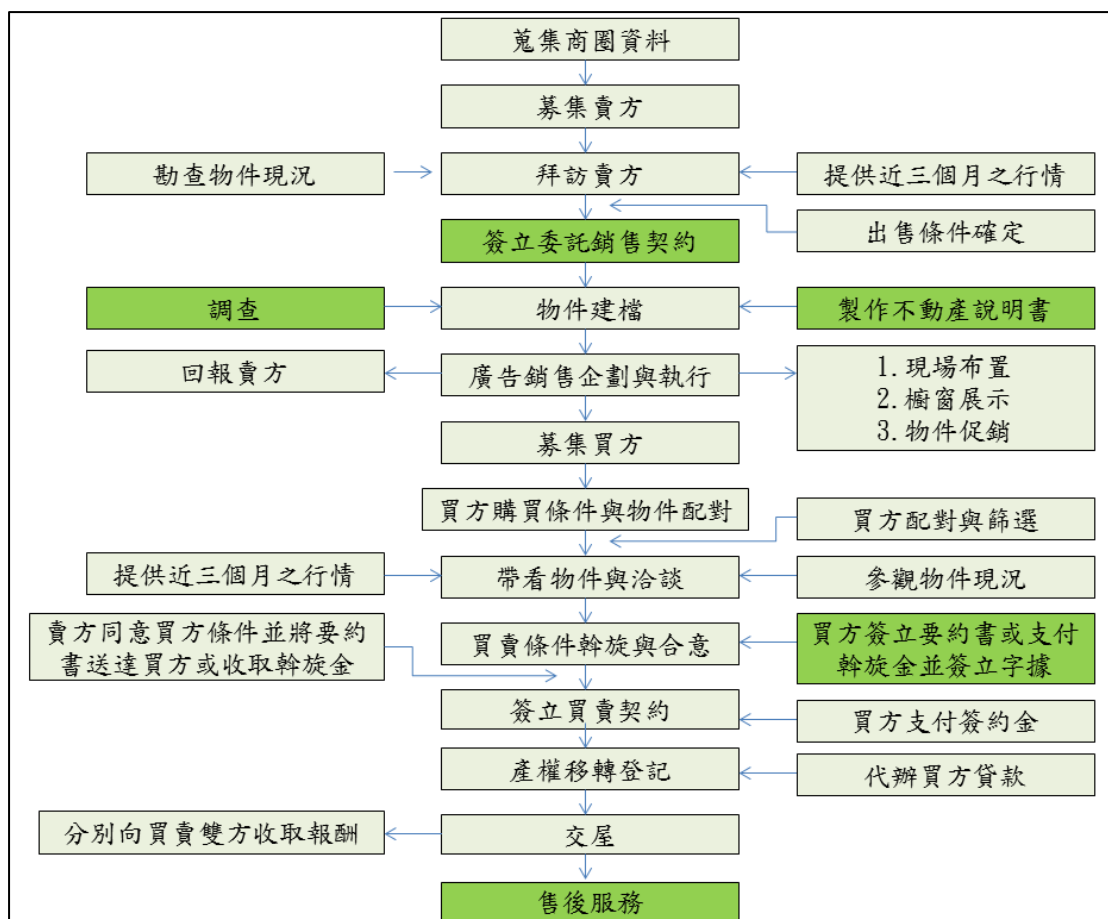 蒐集商圈資料
募集賣方
勘查物件現況
拜訪賣方
提供近三個月之行情
出售條件確定
簽立委託銷售契約
調查
物件建檔
製作不動產說明書
回報賣方
廣告銷售企劃與執行
1.現場布置
2.櫥窗展示
3.物件促銷
募集買方
買方購買條件與物件配對
買方配對與篩選
提供近三個月之行情
帶看物件與洽談
參觀物件現況
賣方同意買方條件並將要約
書送達買方或收取斡旋金
買賣條件斡旋與合意
買方簽立要約書或支付
斡旋金並簽立字據
簽立買賣契約
買方支付簽約金
產權移轉登記
代辦買方貸款
分別向買賣雙方收取報酬
交屋
售後服務